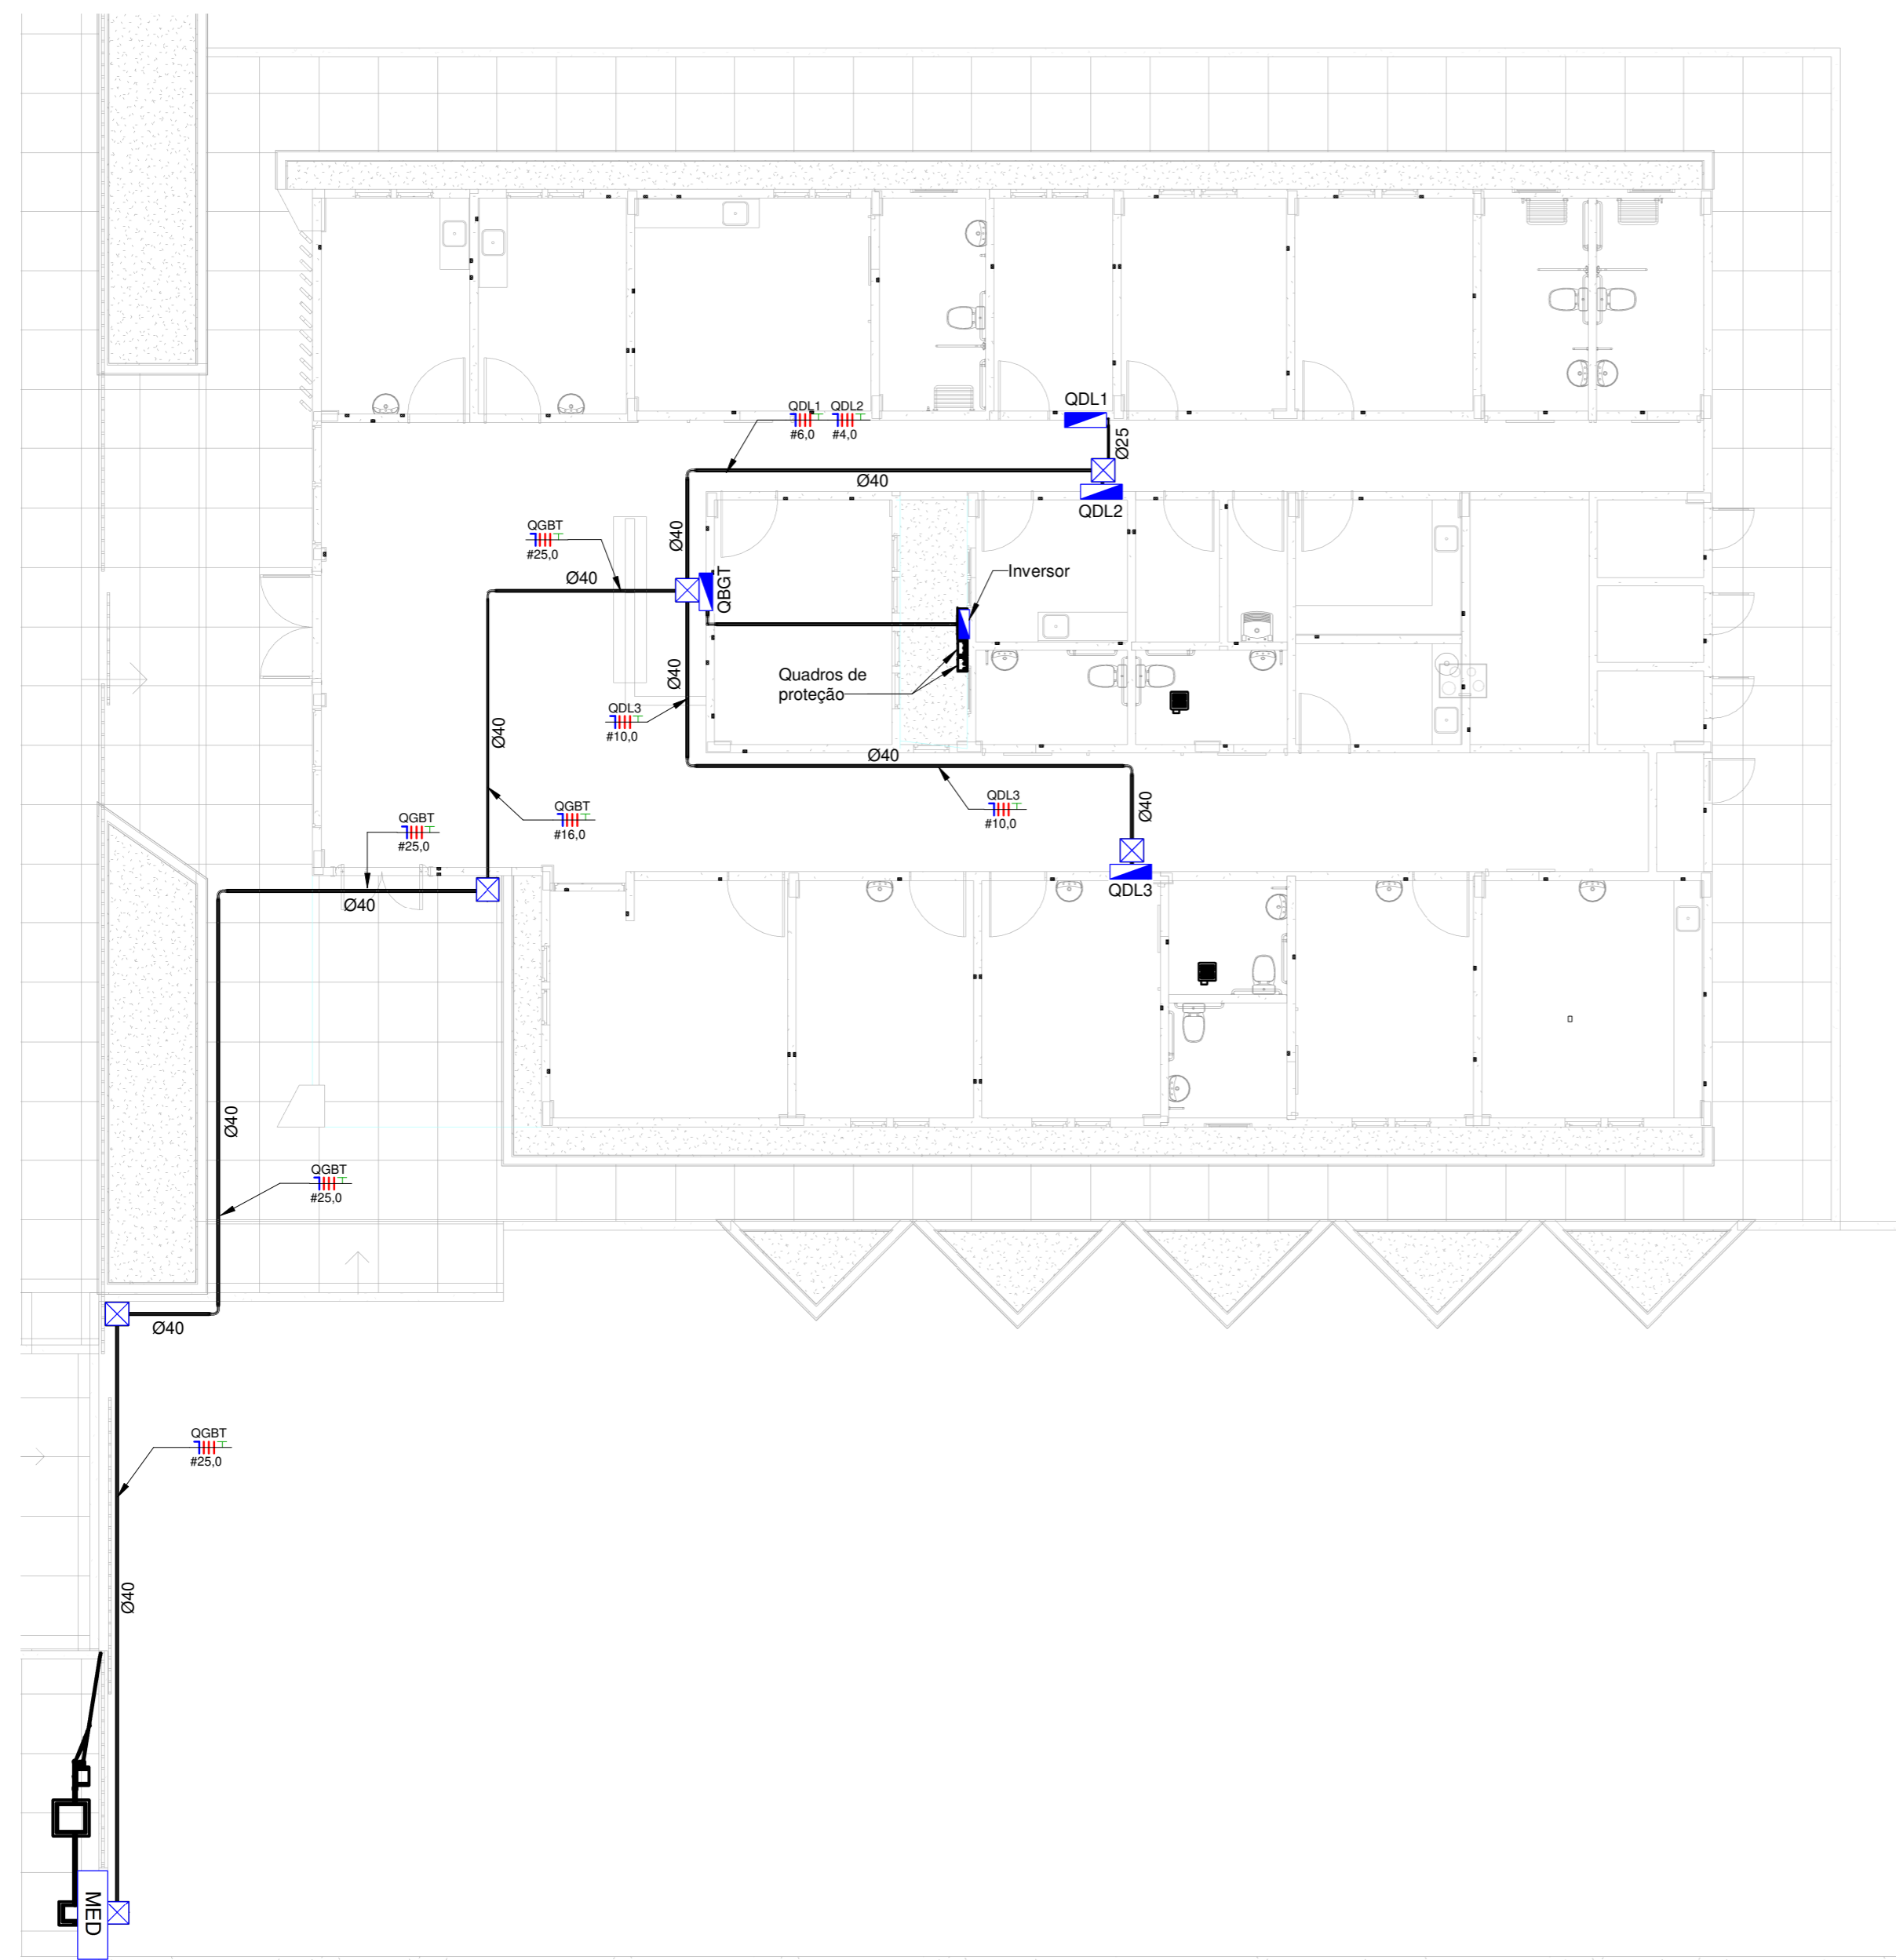 QDL1 QDL2
#6,0 #4,0
QDL1
Ø25
Ø40
QDL2
QGBT
#25,0
Ø40
Ø40
QBGT
Inversor
Quadros de
proteção
Ø40
QDL3
#10,0
Ø40
Ø40
QDL3
#10,0
Ø40
QGBT
#16,0
QGBT
#25,0
QDL3
Ø40
Ø40
QGBT
#25,0
Ø40
QGBT
#25,0
Ø40
MED